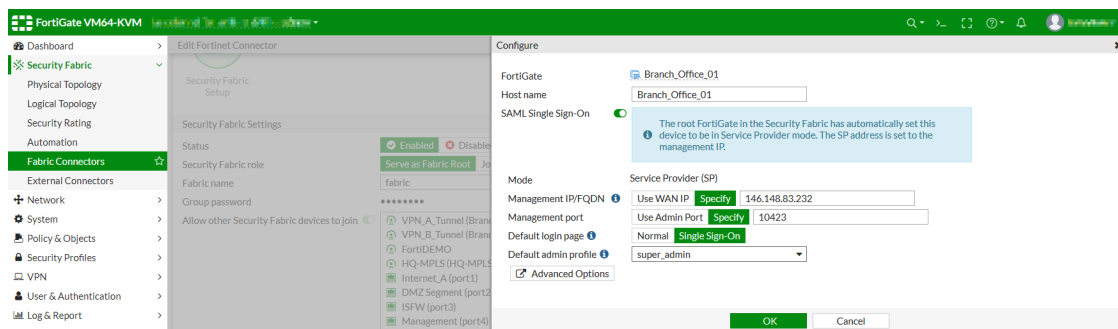 FortiGate VM64-KVM
Dashboard
Security Fabric
Physical Topology
Logical Topology
Security Rating
Automation
Fabric Connectors
External Connectors
Network
System
Policy & Objects
Security Profiles
VPN
User & Authentication
Log & Report
Edit Fortinet Connector
Security Fabric
Setup
Security Fabric Settings
Status Enabled Disable
Security Fabric role Serve as Fabric Root Jo
Fabric name fabric
Group password ••••••••
Allow other Security Fabric devices to join VPN_A_Tunnel (Branc
VPN_B_Tunnel (Branc
FortiDEMO
HQ-MPLS (HQ-MPLS
Internet_A (port1)
DMZ Segment (port2
ISFW (port3)
Management (port4)
Configure
FortiGate Branch_Office_01
Host name Branch_Office_01
SAML Single Sign-On
The root FortiGate in the Security Fabric has automatically set this
device to be in Service Provider mode. The SP address is set to the
management IP.
Mode Service Provider (SP)
Management IP/FQDN Use WAN IP Specify 146.148.83.232
Management port Use Admin Port Specify 10423
Default login page Normal Single Sign-On
Default admin profile super_admin
Advanced Options
OK Cancel